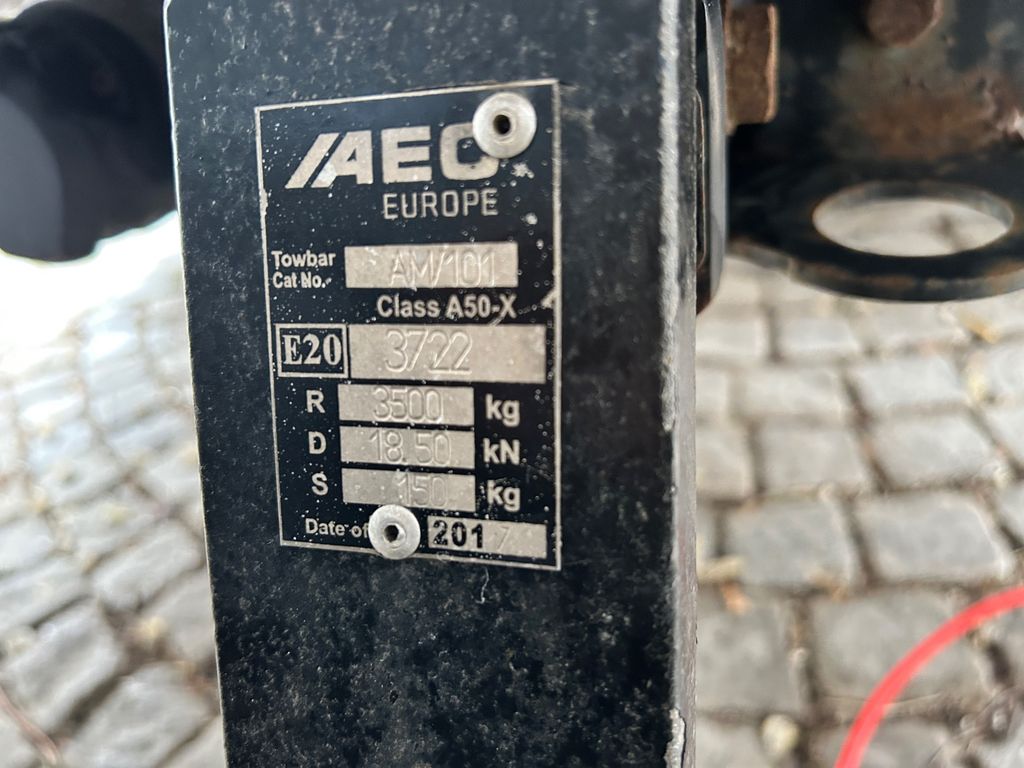 AEC
EUROPE
Towbar
Cat No.
AM/101
Class A50-X
E20 3722
R 3500 kg
D 18.50 kN
S 150 kg
Date of 2017